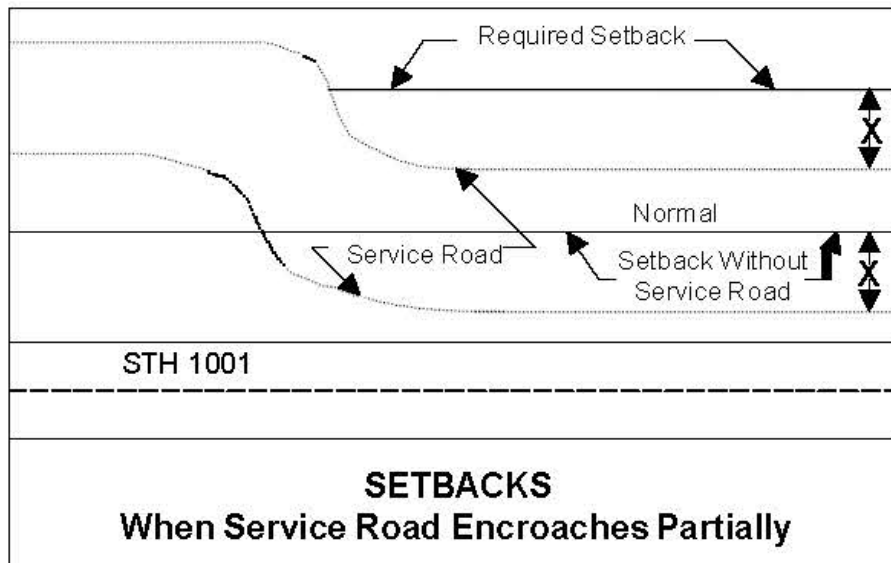 Required Setback
X
Normal
Service Road
Setback Without
Service Road
X
STH 1001
SETBACKS
When Service Road Encroaches Partially